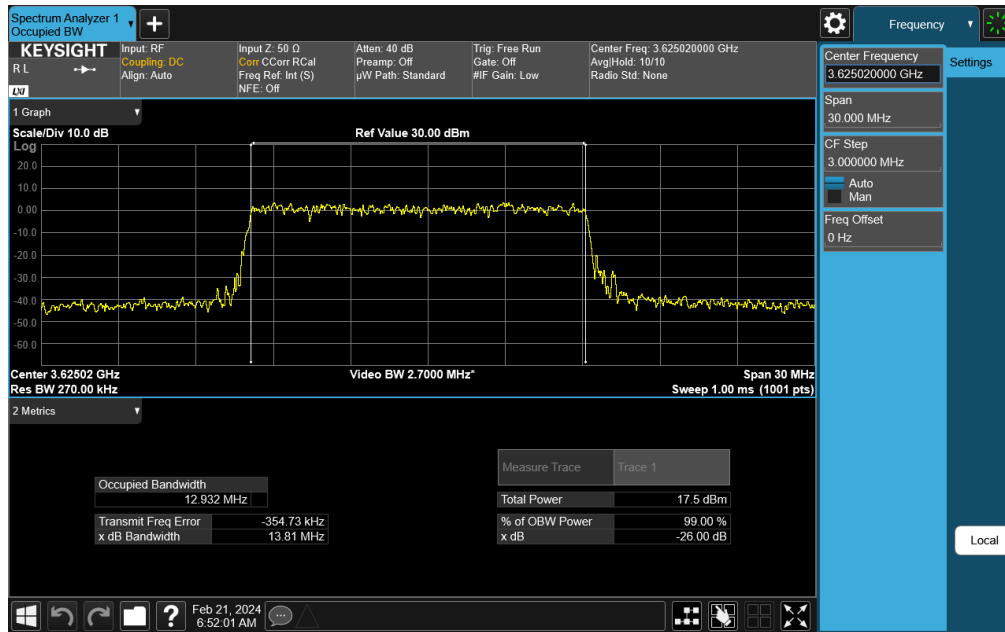 Spectrum Analyzer 1
Occupied BW
Frequency
KEYSIGHT
R L
LXI
Input: RF
Coupling: DC
Align: Auto
Input Z: 50 Ω
Corr CCorr RCal
Freq Ref: Int (S)
NFE: Off
Atten: 40 dB
Preamp: Off
µW Path: Standard
Trig: Free Run
Gate: Off
#IF Gain: Low
Center Freq: 3.625020000 GHz
Avg|Hold: 10/10
Radio Std: None
Center Frequency
3.625020000 GHz
Settings
Span
30.000 MHz
CF Step
3.000000 MHz
Auto
Man
Freq Offset
0 Hz
Local
1 Graph
Scale/Div 10.0 dB
Ref Value 30.00 dBm
Log
20.0
10.0
0.00
-10.0
-20.0
-30.0
-40.0
-50.0
-60.0
Center 3.62502 GHz
Video BW 2.7000 MHz*
Span 30 MHz
Res BW 270.00 kHz
Sweep 1.00 ms (1001 pts)
2 Metrics
Measure Trace
Trace 1
Occupied Bandwidth
12.932 MHz
Total Power
17.5 dBm
Transmit Freq Error
-354.73 kHz
% of OBW Power
99.00 %
x dB Bandwidth
13.81 MHz
x dB
-26.00 dB
?
Feb 21, 2024
6:52:01 AM